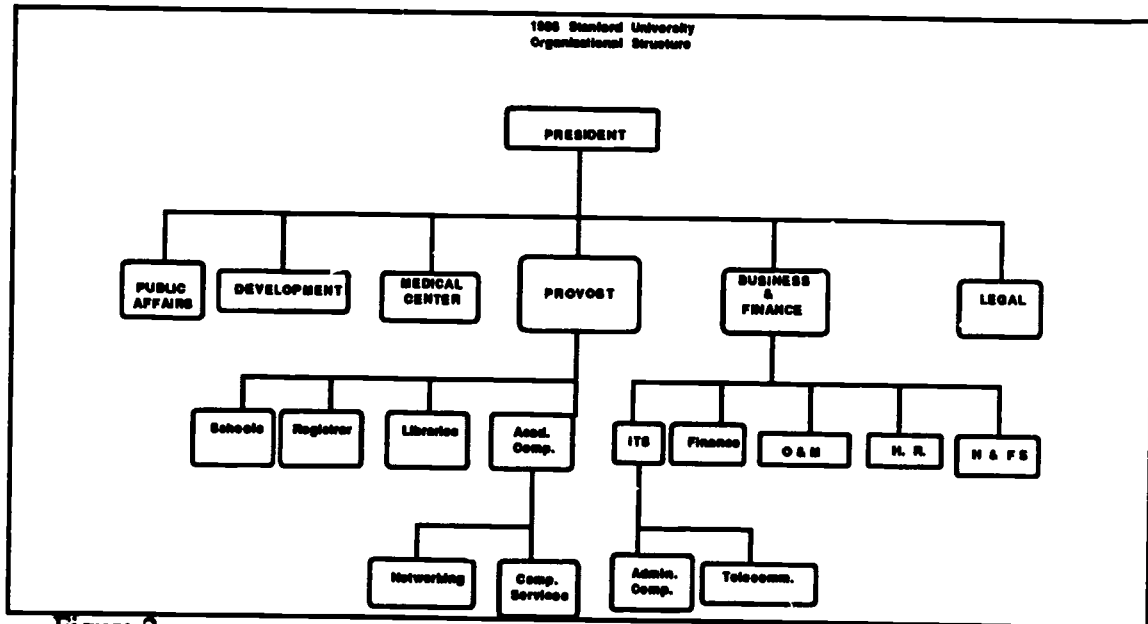 1986 Stanford University
Organizational Structure
PRESIDENT
PUBLIC
AFFAIRS
DEVELOPMENT
MEDICAL
CENTER
PROVOST
BUSINESS
&
FINANCE
LEGAL
Schools
Registrar
Libraries
Acad.
Comp.
ITS
Finance
O & M
H. R.
H & F S
Networking
Comp.
Services
Admin.
Comp.
Telecomm.